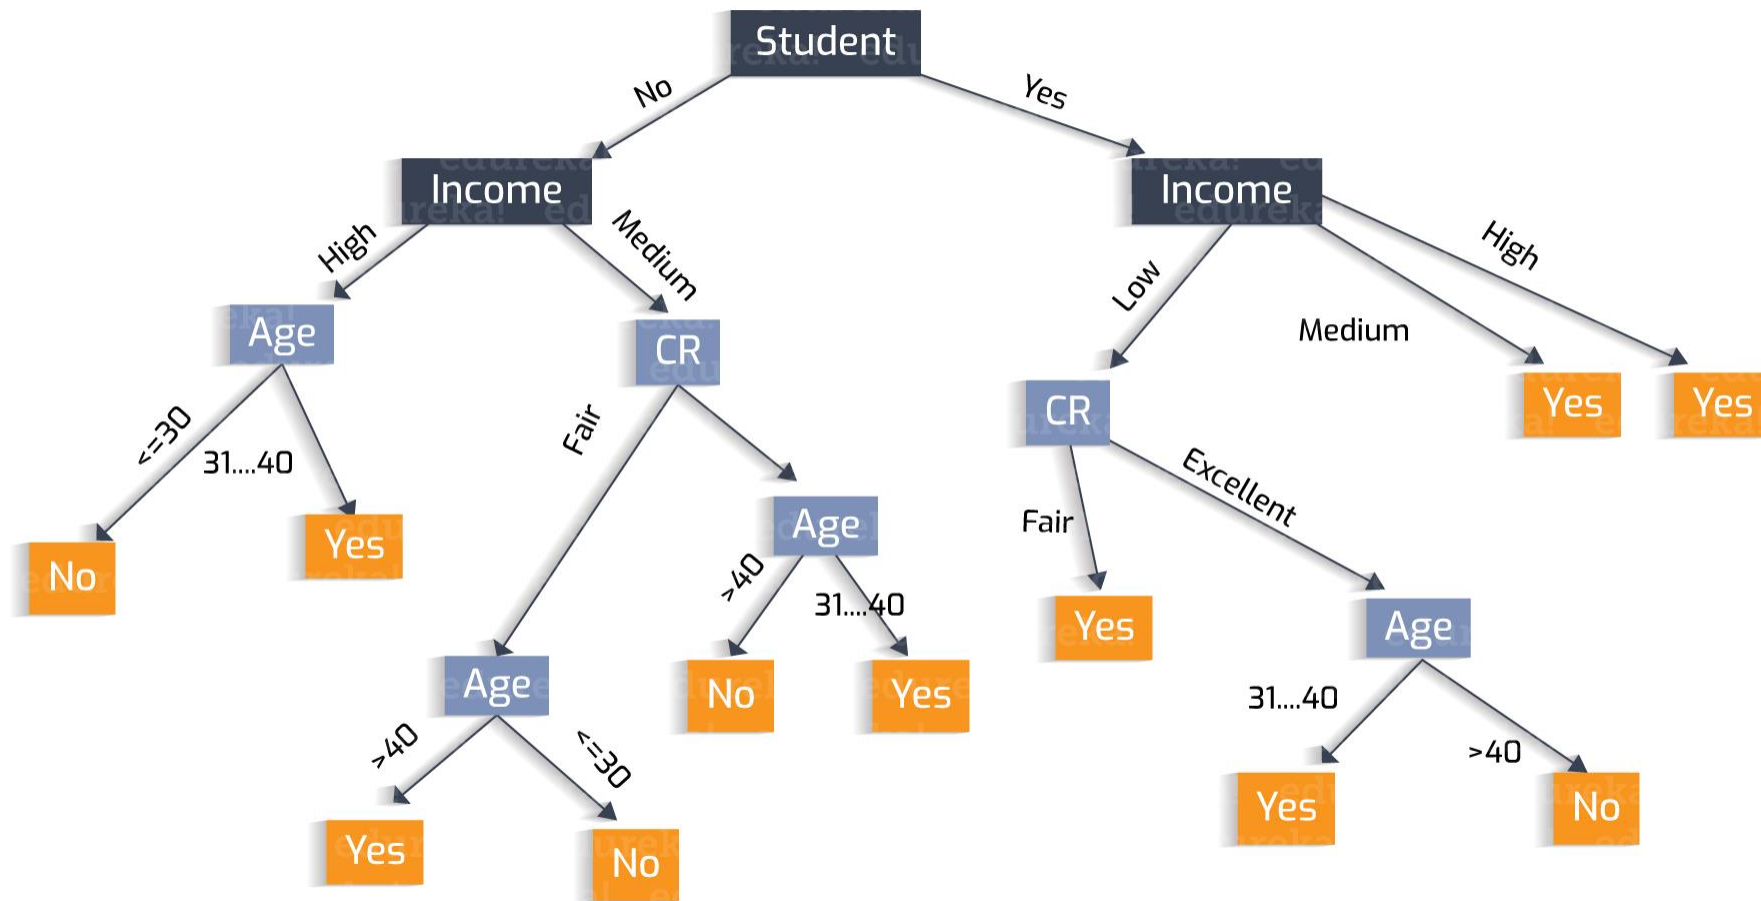 Student
No
Yes
Income
Income
High
Medium
Low
Medium
High
Age
CR
CR
Yes
Yes
<=30
31....40
Fair
Fair
Excellent
No
Yes
Age
>40
31....40
Yes
Age
Age
No
Yes
31....40
>40
>40
<=30
Yes
No
Yes
No